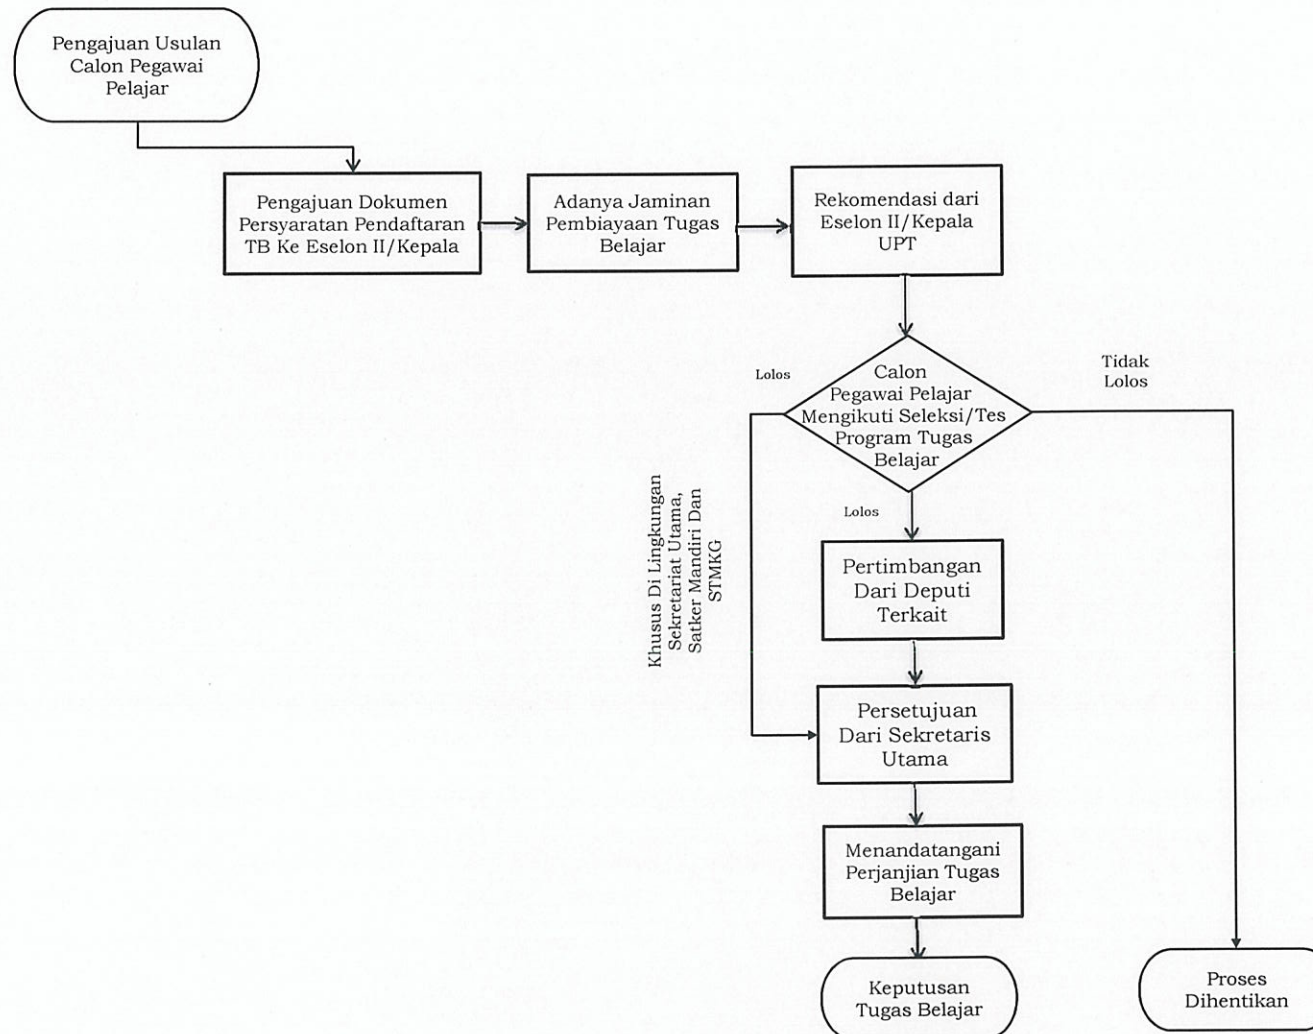 Pengajuan Usulan
Calon Pegawai
Pelajar
Pengajuan Dokumen
Persyaratan Pendaftaran
TB Ke Eselon II/Kepala
Adanya Jaminan
Pembiayaan Tugas
Belajar
Rekomendasi dari
Eselon II/Kepala
UPT
Calon
Pegawai Pelajar
Mengikuti Seleksi/Tes
Program Tugas
Belajar
Lolos
Tidak
Lolos
Khusus Di Lingkungan
Sekretariat Utama,
Satker Mandiri Dan
STMKG
Lolos
Pertimbangan
Dari Deputi
Terkait
Persetujuan
Dari Sekretaris
Utama
Menandatangani
Perjanjian Tugas
Belajar
Keputusan
Tugas Belajar
Proses
Dihentikan